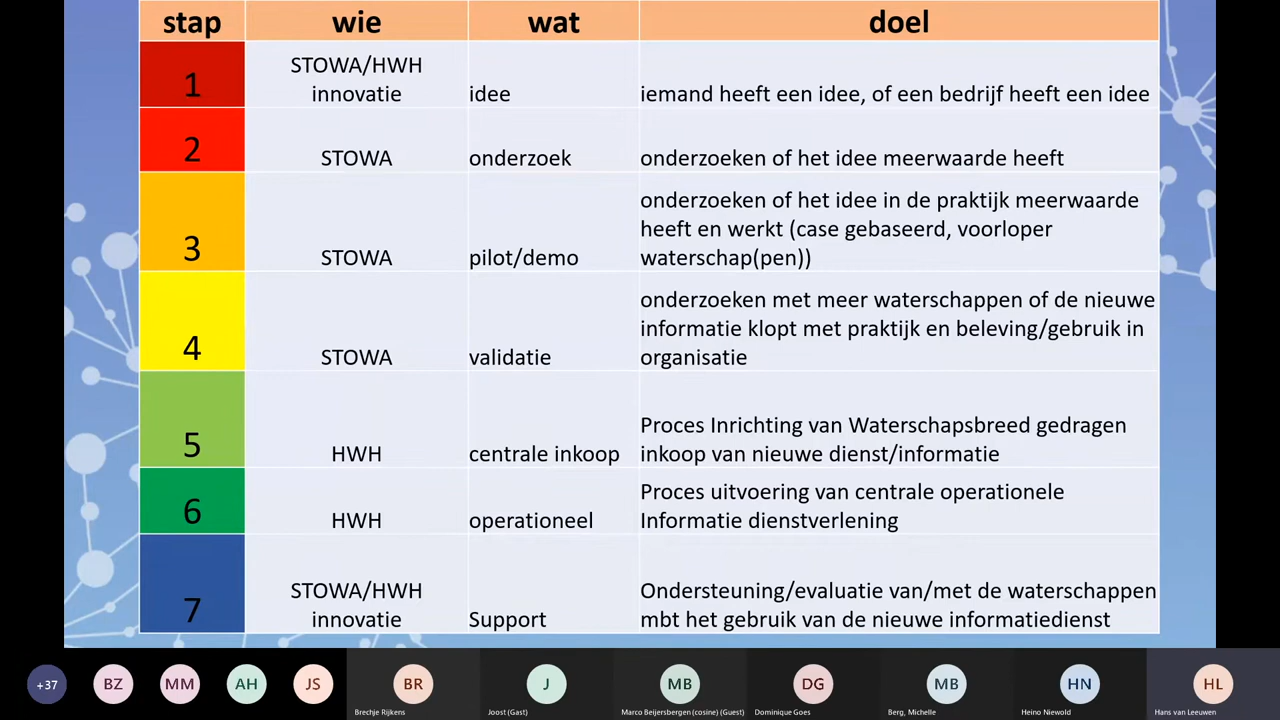 stap wie wat doel
1 STOWA/HWH innovatie idee iemand heeft een idee, of een bedrijf heeft een idee
2 STOWA onderzoek onderzoeken of het idee meerwaarde heeft
3 STOWA pilot/demo onderzoeken of het idee in de praktijk meerwaarde
heeft en werkt (case gebaseerd, voorloper
waterschap(pen))
4 STOWA validatie onderzoeken met meer waterschappen of de nieuwe
informatie klopt met praktijk en beleving/gebruik in
organisatie
5 HWH centrale inkoop Proces Inrichting van Waterschapsbreed gedragen
inkoop van nieuwe dienst/informatie
6 HWH operationeel Proces uitvoering van centrale operationele
Informatie dienstverlening
7 STOWA/HWH innovatie Support Ondersteuning/evaluatie van/met de waterschappen
mbt het gebruik van de nieuwe informatiedienst
+37 BZ MM AH JS BR J MB DG MB HN HL
Brechje Rijkens Joost (Gast) Marco Beijersbergen (cosine) (Guest) Dominique Goes Berg, Michelle Heino Niewold Hans van Leeuwen